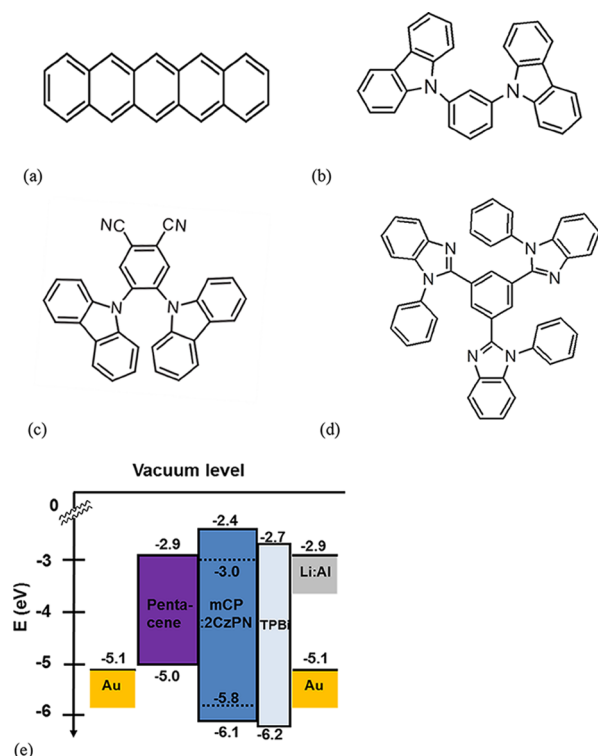 N
N
(a)
(b)
NC
CN
N
N
N
N
N
N
N
N
(c)
(d)
Vacuum level
0
-2.4
-2.9
-2.7
-2.9
-3
-3.0
Li:Al
E (eV)
-4
Penta-
cene
mCP
:2CzPN
TPBi
-5
-5.1
-5.0
-5.1
Au
-5.8
Au
-6
-6.1
-6.2
(e)